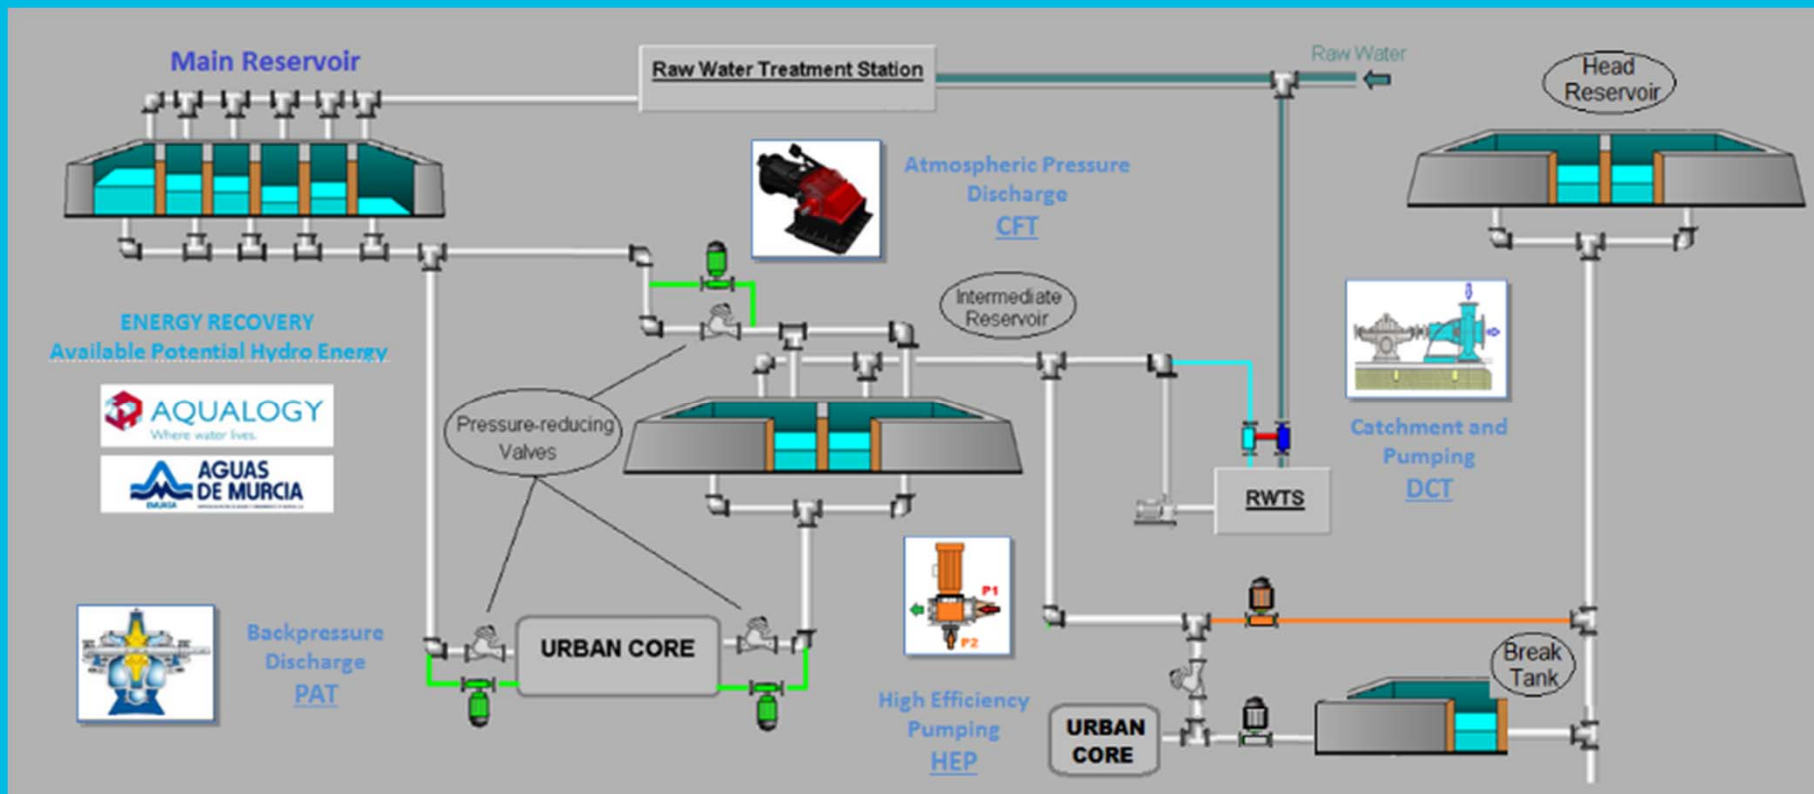 Main Reservoir
Raw Water Treatment Station
Raw Water
Head
Reservoir
Atmospheric Pressure
Discharge
CFT
Intermediate
Reservoir
ENERGY RECOVERY
Available Potential Hydro Energy
AQUALOGY
Where water lives.
AGUAS
DE MURCIA
EMUASA
Pressure-reducing
Valves
Catchment and
Pumping
DCT
RWTS
P1
P2
URBAN CORE
Backpressure
Discharge
PAT
High Efficiency
Pumping
HEP
Break
Tank
URBAN
CORE